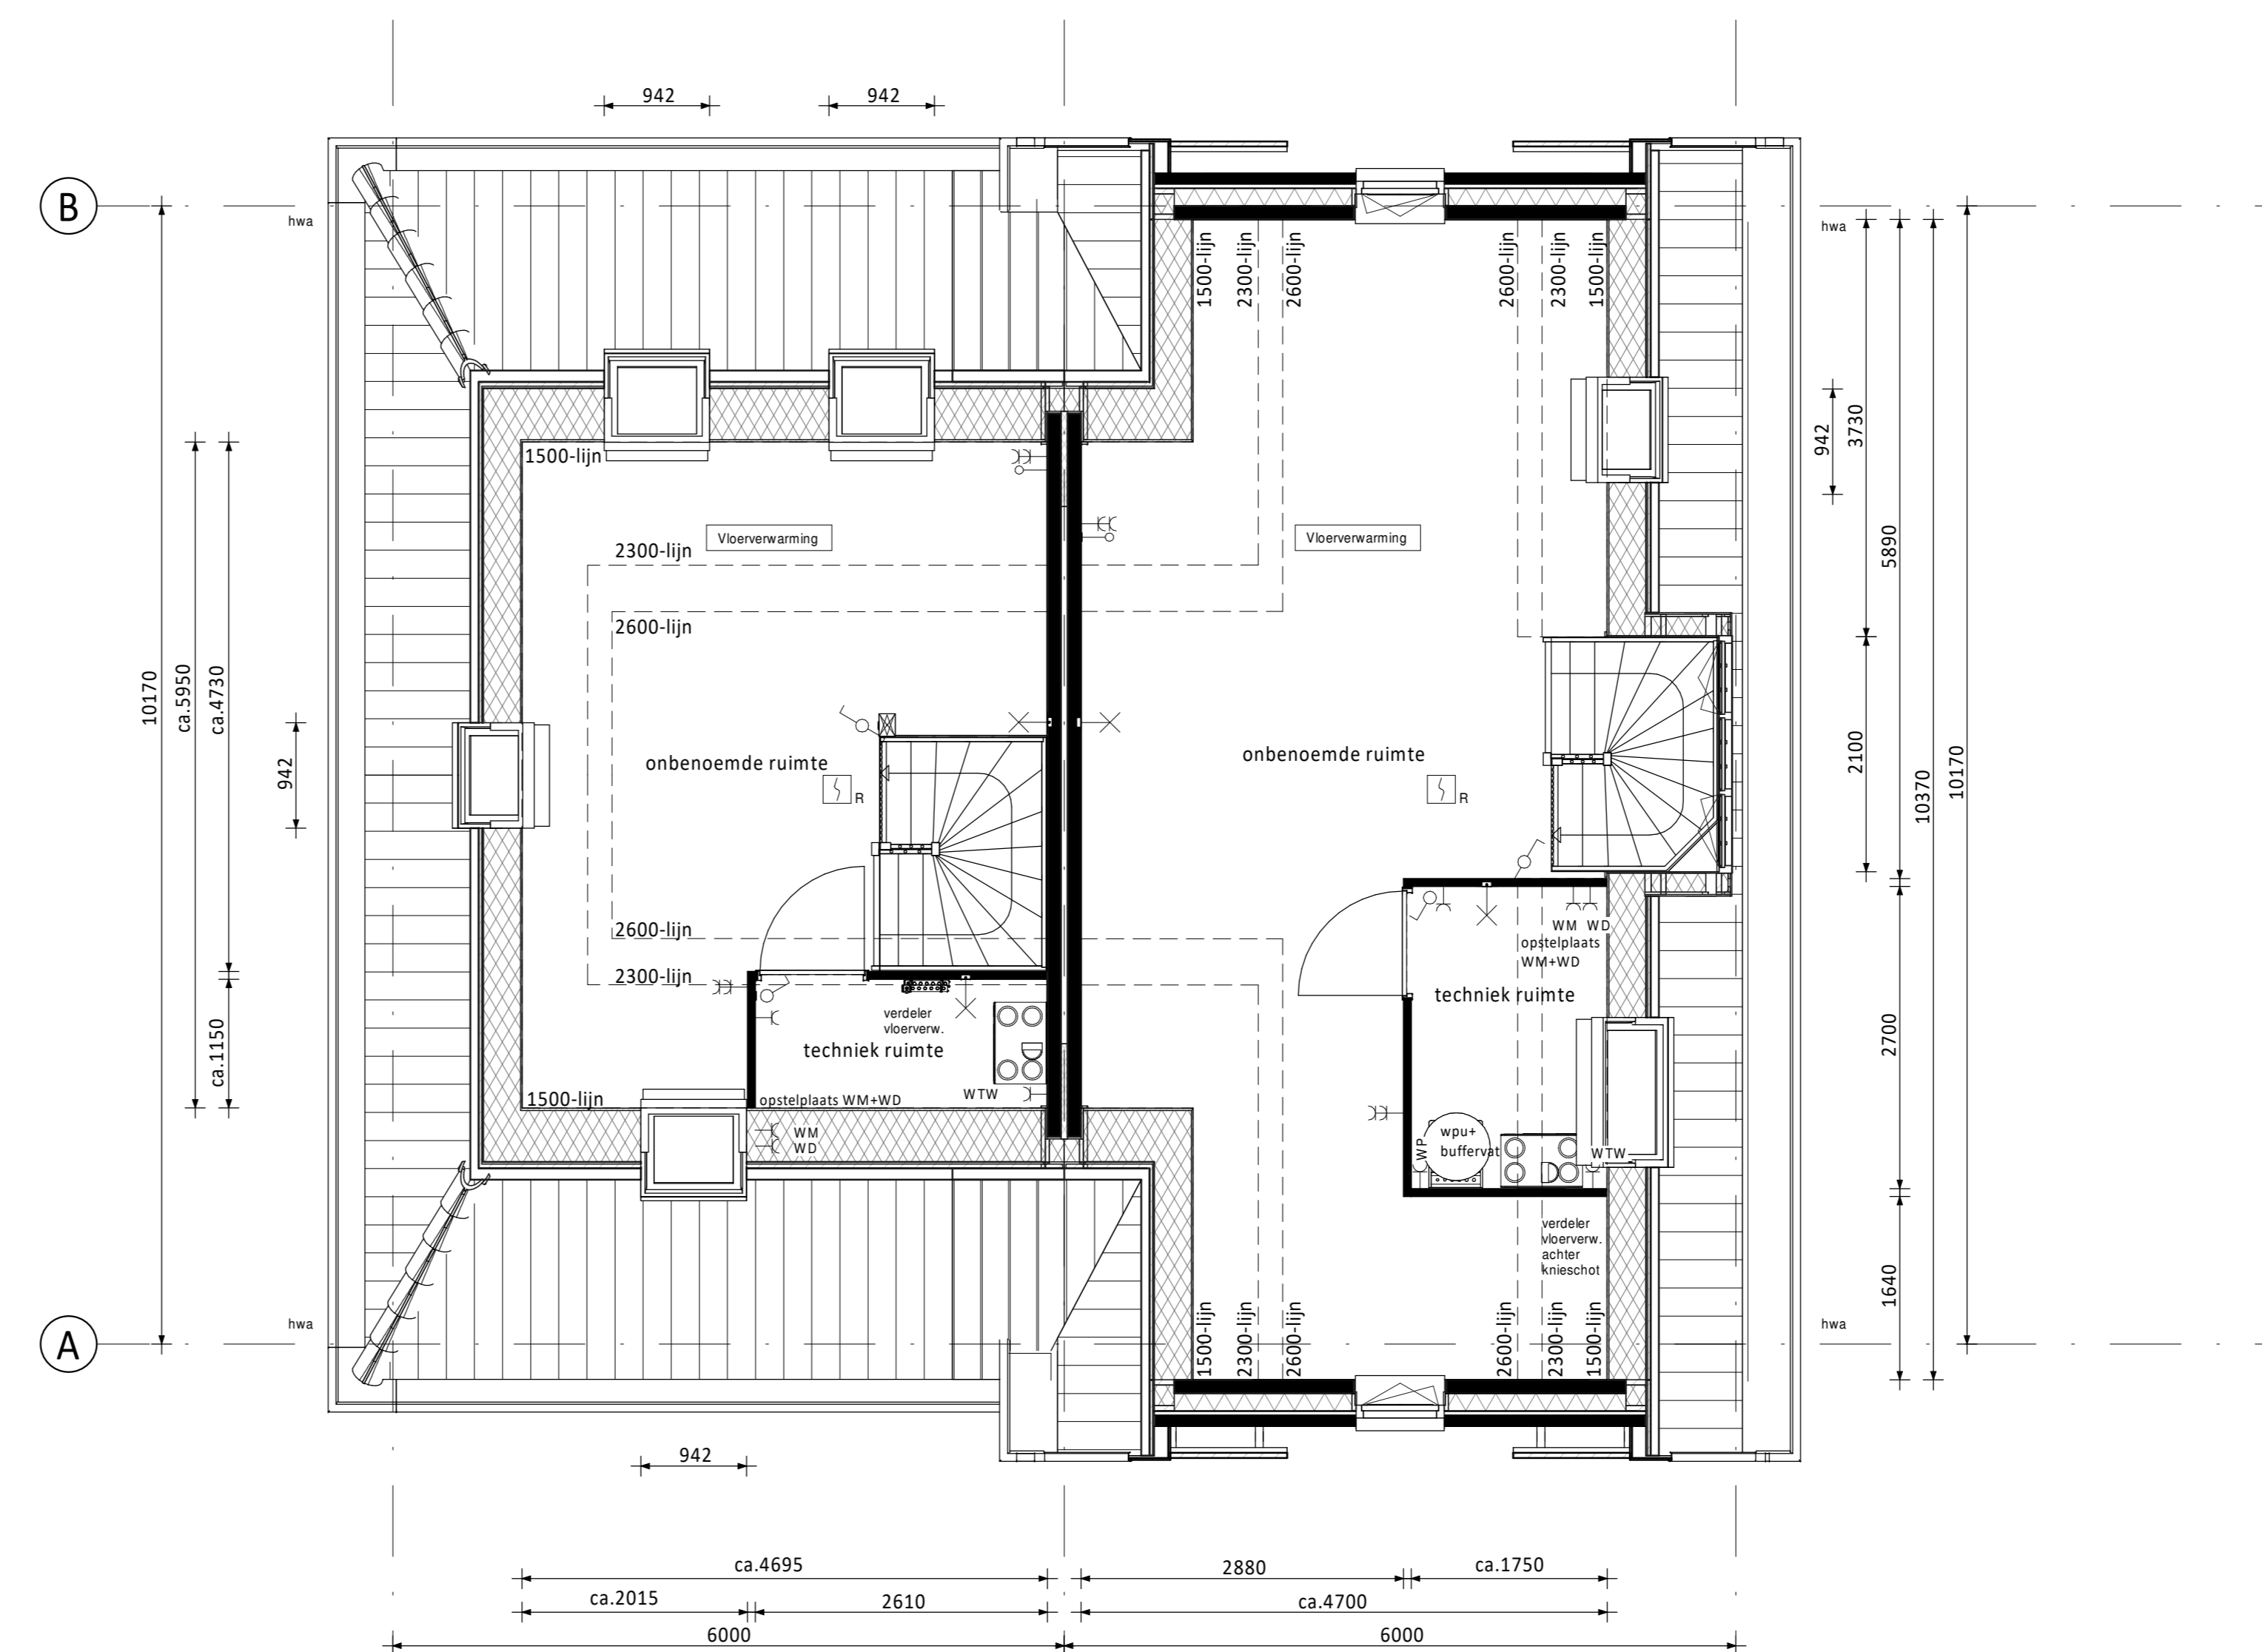 942
942
B
hwa
hwa
1500-lijn
2300-lijn
2600-lijn
2600-lijn
2300-lijn
1500-lijn
1500-lijn
942
3730
Vloerverwarming
Vloerverwarming
2300-lijn
5890
2600-lijn
10170
ca.5950
ca.4730
942
onbenoemde ruimte
R
onbenoemde ruimte
R
2100
10370
10170
2600-lijn
2300-lijn
WM WD
opstelplaats
WM+WD
techniek ruimte
verdeler
vloerverw.
techniek ruimte
2700
ca.1150
1500-lijn
opstelplaats WM+WD
WTW
WM
WD
WP
wpu+
buffervat
WTW
verdeler
vloerverw.
achter
knieschot
1640
hwa
hwa
1500-lijn
2300-lijn
2600-lijn
2600-lijn
2300-lijn
1500-lijn
A
942
ca.4695
2880
ca.1750
ca.2015
2610
ca.4700
6000
6000